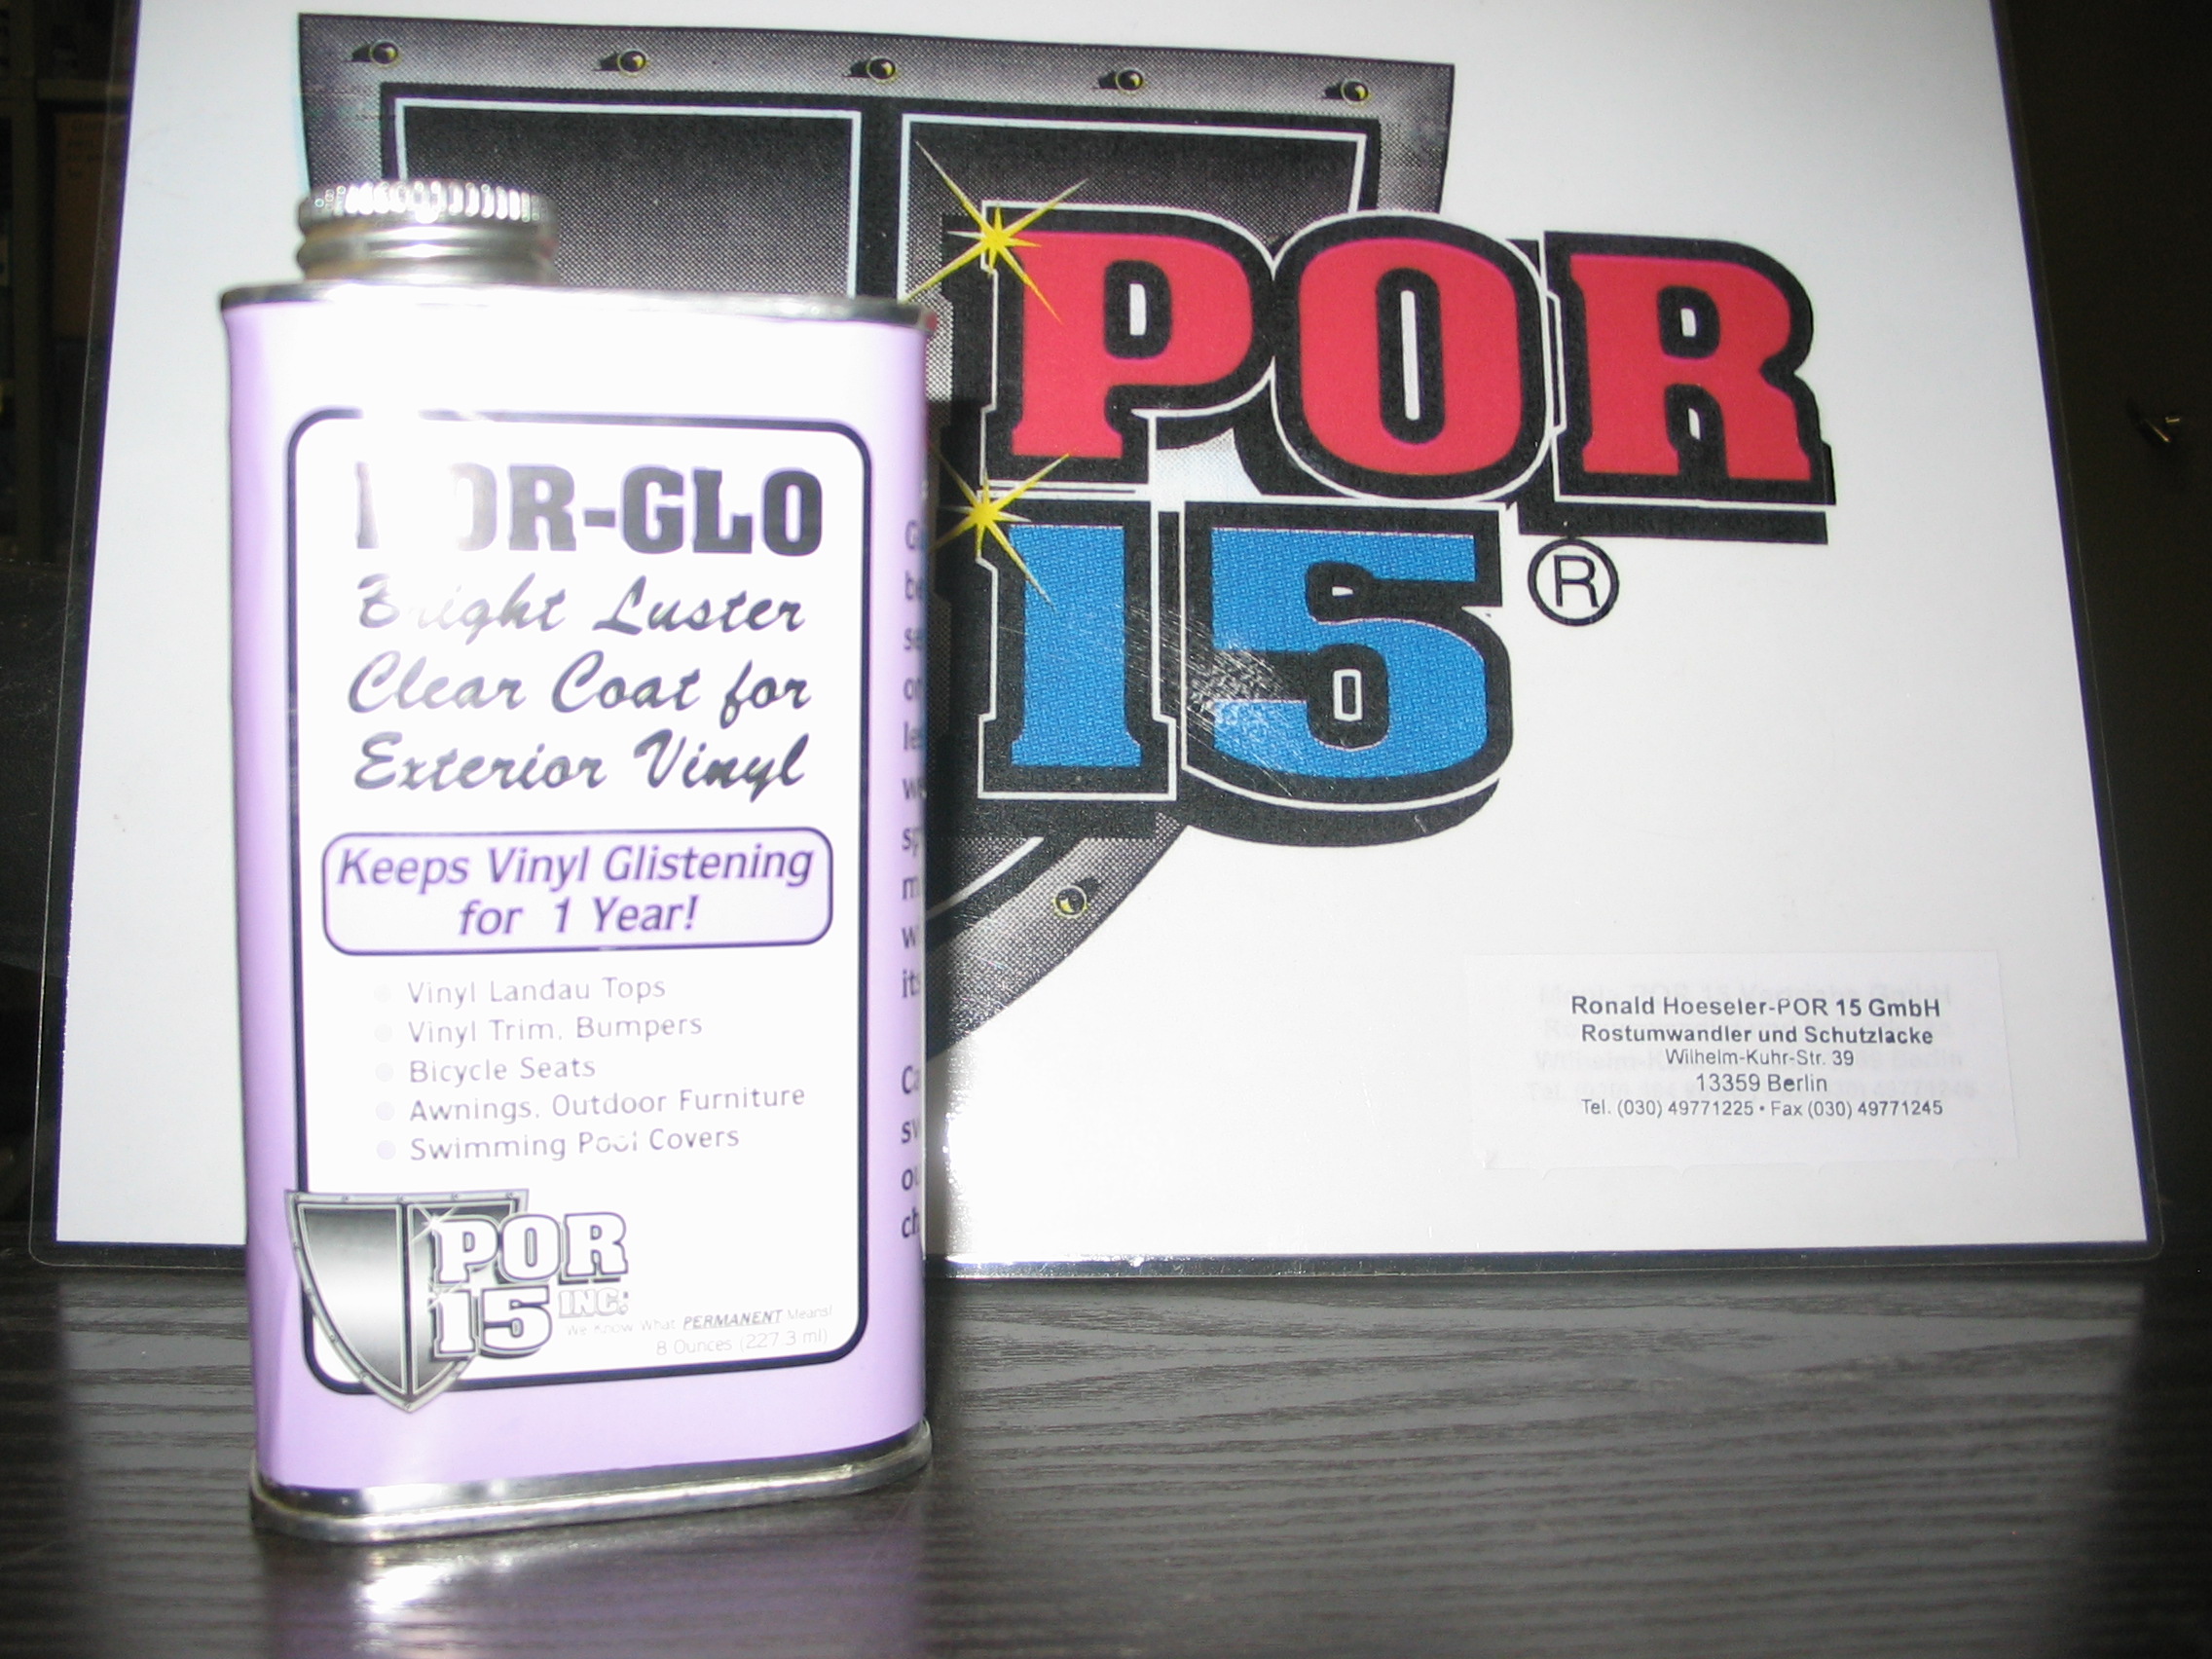 POR-GLO
Bright Luster
Clear Coat for
Exterior Vinyl
Keeps Vinyl Glistening
for 1 Year!
Vinyl Landau Tops
Vinyl Trim, Bumpers
Bicycle Seats
Awnings, Outdoor Furniture
Swimming Pool Covers
POR
15 INC.
We Know What PERMANENT Means!
8 Ounces (227.3 ml)
POR
15 ®
Ronald Hoeseler-POR 15 GmbH
Rostumwandler und Schutzlacke
Wilhelm-Kuhr-Str. 39
13359 Berlin
Tel. (030) 49771225 • Fax (030) 49771245